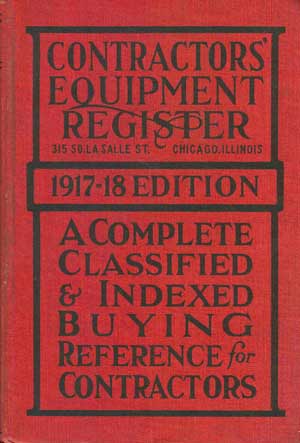 CONTRACTORS'
EQUIPMENT
REGISTER
315 SO. LA SALLE ST. CHICAGO, ILLINOIS
1917-18 EDITION
A COMPLETE
CLASSIFIED
& INDEXED
BUYING
REFERENCE for
CONTRACTORS